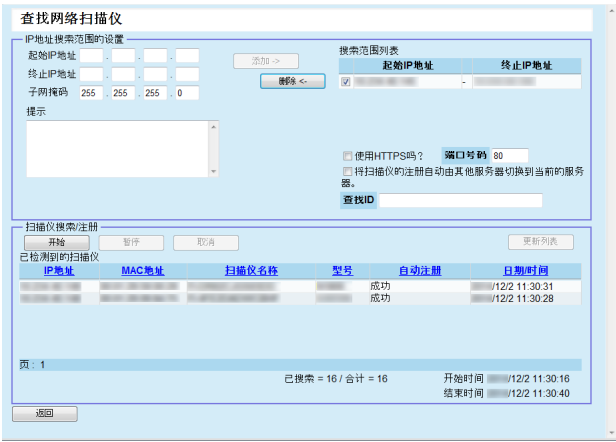 查找网络扫描仪
IP地址搜索范围的设置
起始IP地址 . . .
终止IP地址 . . .
子网掩码 255 . 255 . 255 . 0
提示
添加 ->
删除 <-
搜索范围列表
起始IP地址 终止IP地址
-
使用HTTPS吗? 端口号码 80
将扫描仪的注册自动由其他服务器切换到当前的服务
器。
查找ID
扫描仪搜索/注册
开始 暂停 取消 更新列表
已检测到的扫描仪
IP地址 MAC地址 扫描仪名称 型号 自动注册 日期/时间
成功 /12/2 11:30:31
成功 /12/2 11:30:28
页: 1
已搜索 = 16 / 合计 = 16 开始时间 /12/2 11:30:16
结束时间 /12/2 11:30:40
返回